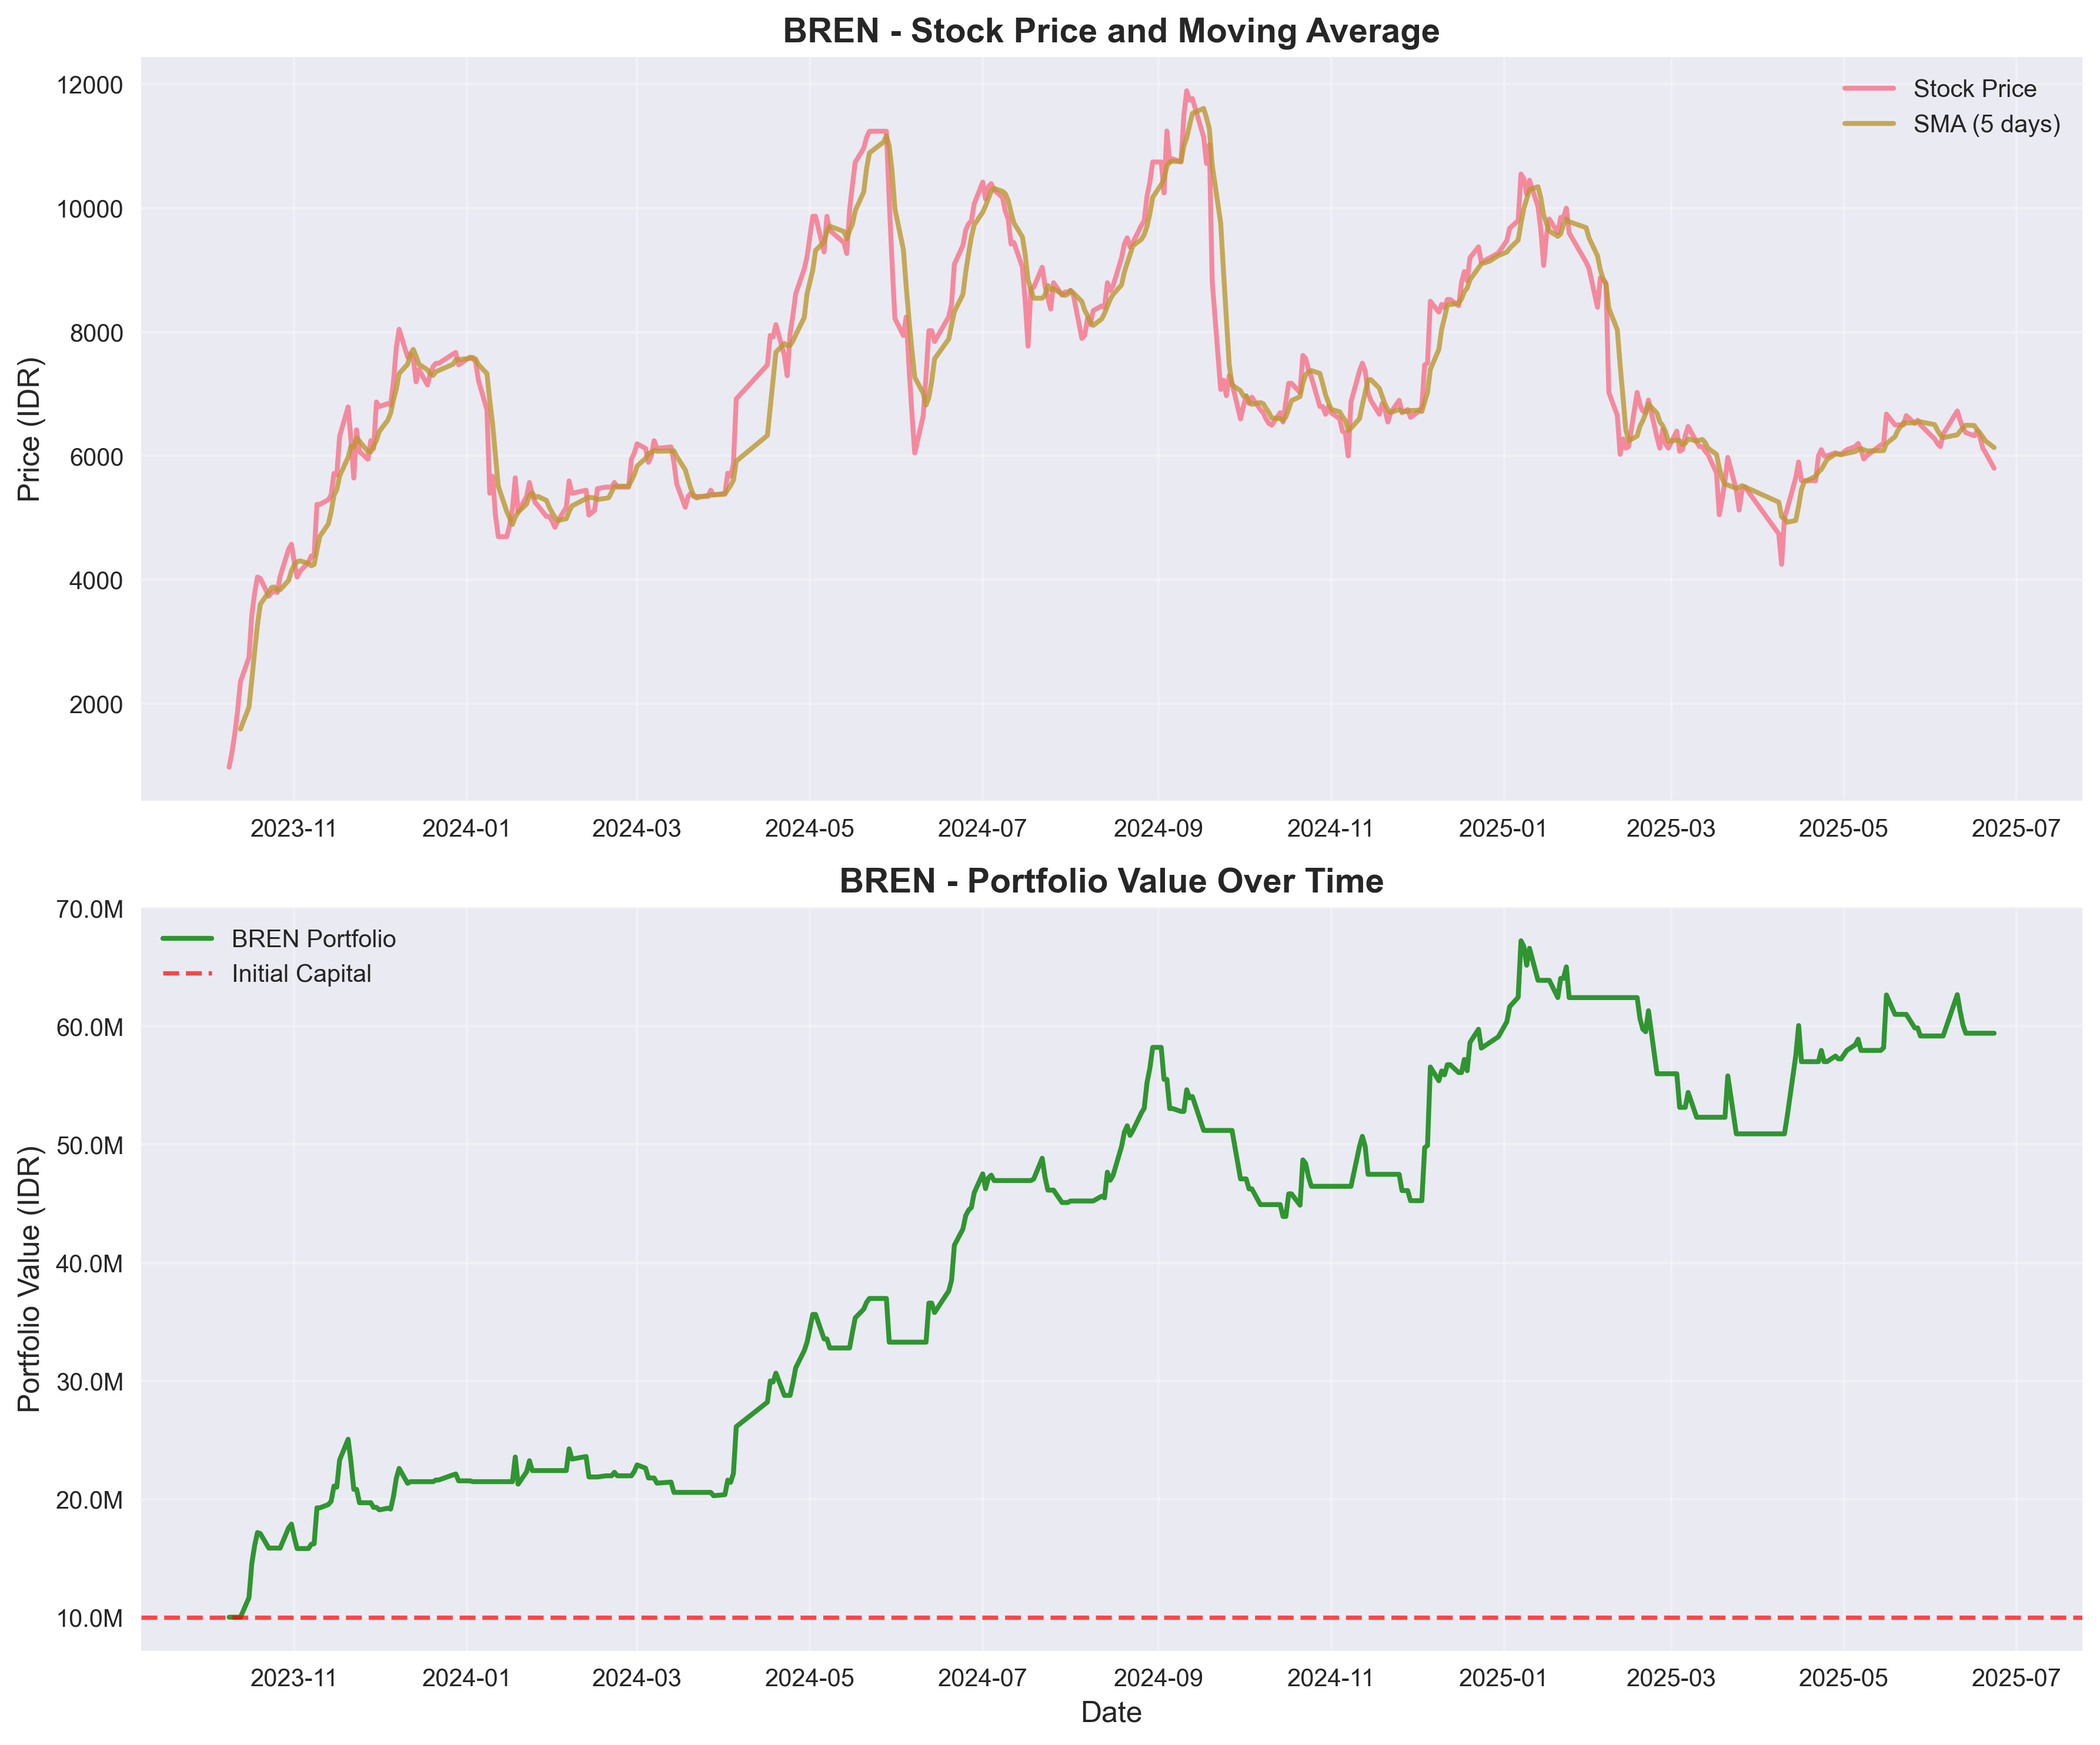 BREN - Stock Price and Moving Average
Price (IDR)
12000
10000
8000
6000
4000
2000
Stock Price
SMA (5 days)
2023-11 2024-01 2024-03 2024-05 2024-07 2024-09 2024-11 2025-01 2025-03 2025-05 2025-07
BREN - Portfolio Value Over Time
Portfolio Value (IDR)
70.0M
60.0M
50.0M
40.0M
30.0M
20.0M
10.0M
BREN Portfolio
Initial Capital
2023-11 2024-01 2024-03 2024-05 2024-07 2024-09 2024-11 2025-01 2025-03 2025-05 2025-07
Date